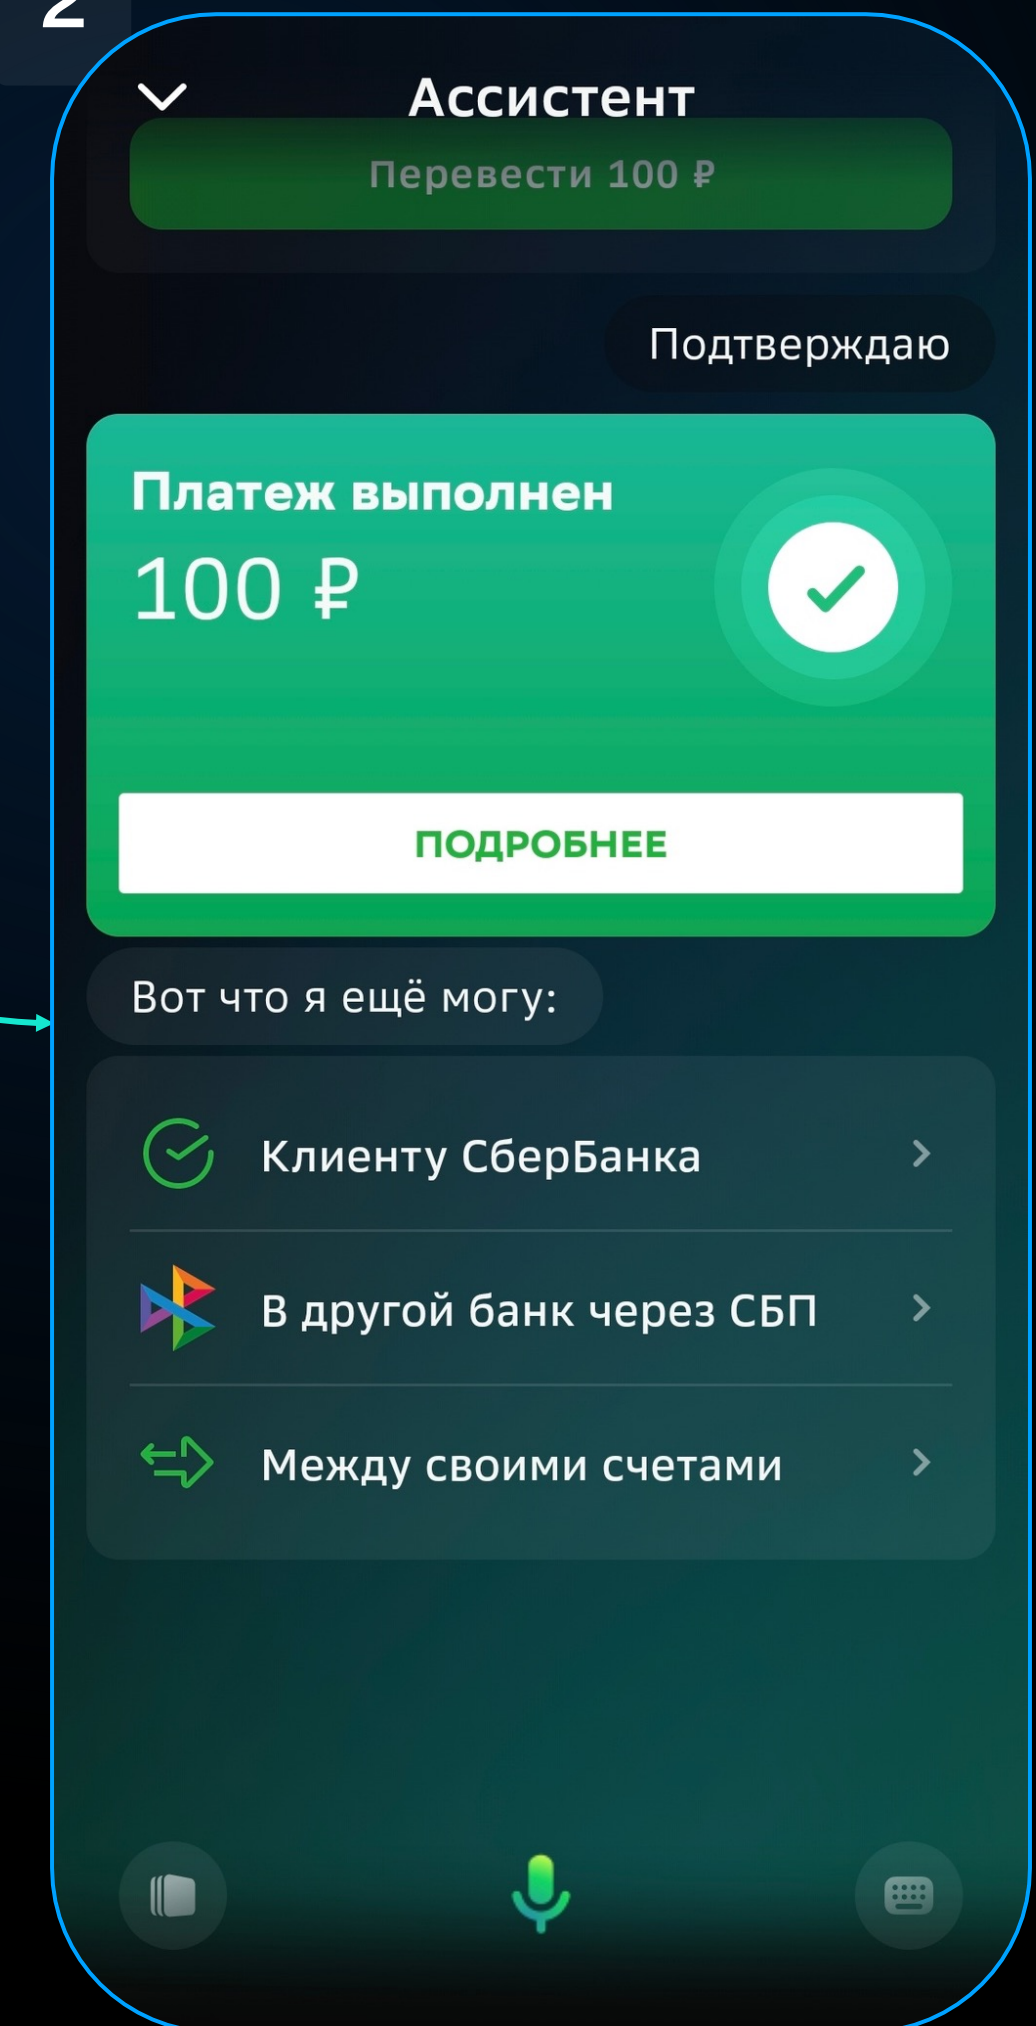 2
Ассистент
Перевести 100 ₽
Подтверждаю
Платеж выполнен
100 ₽
ПОДРОБНЕЕ
Вот что я ещё могу:
Клиенту СберБанка
В другой банк через СБП
Между своими счетами